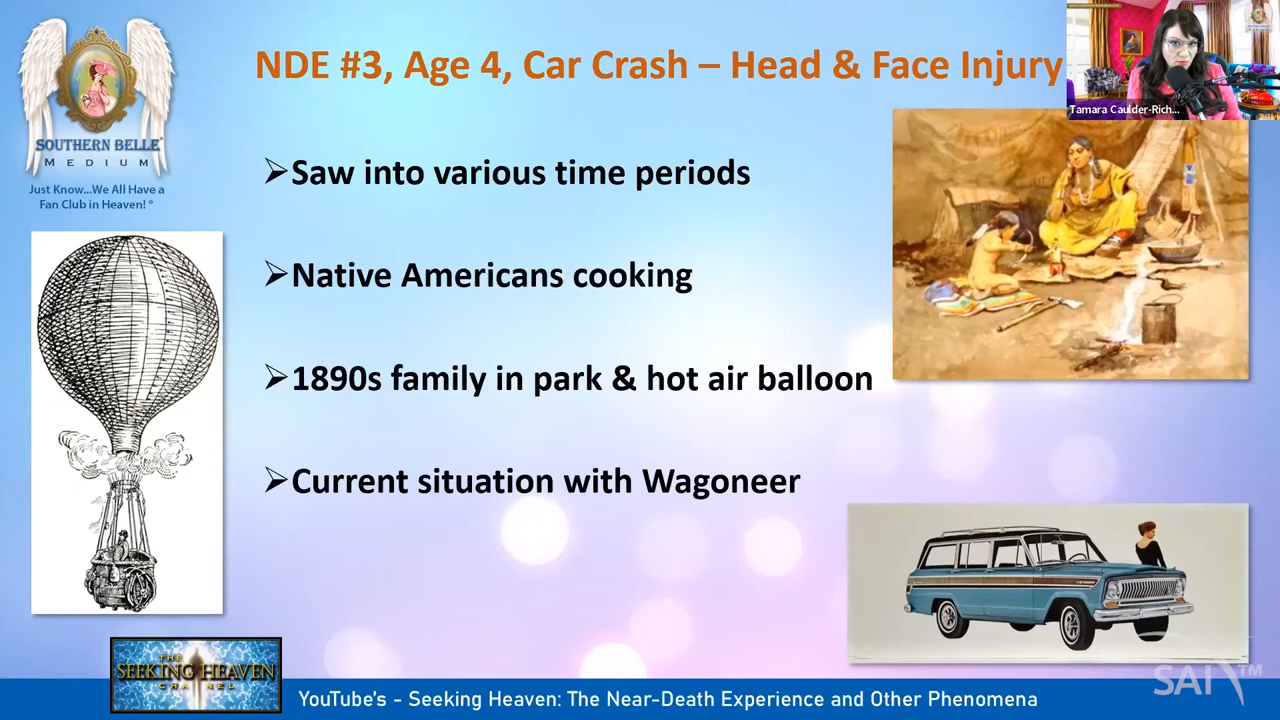 NDE #3, Age 4, Car Crash – Head & Face Injury
Tamara Caulder-Rich...
SOUTHERN BELLE®
MEDIUM
Just Know...We All Have a
Fan Club in Heaven! ®
➢Saw into various time periods
➢Native Americans cooking
➢1890s family in park & hot air balloon
➢Current situation with Wagoneer
THE
SEEKING HEAVEN
CHANNEL
YouTube's - Seeking Heaven: The Near-Death Experience and Other Phenomena